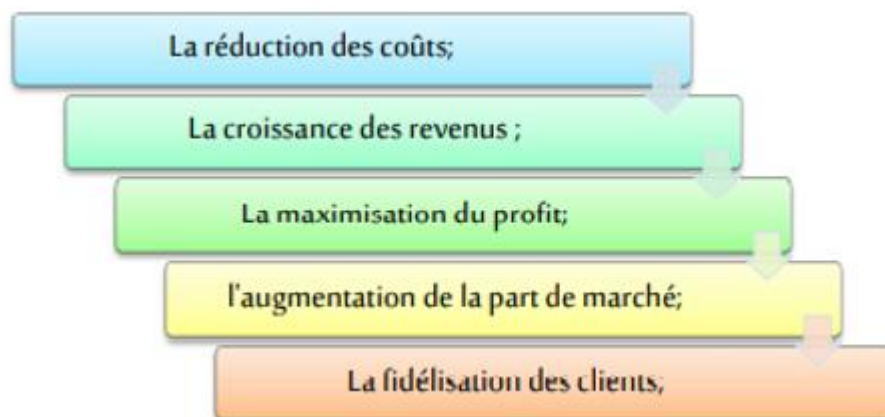 La réduction des coûts;
La croissance des revenus ;
La maximisation du profit;
l'augmentation de la part de marché;
La fidélisation des clients;